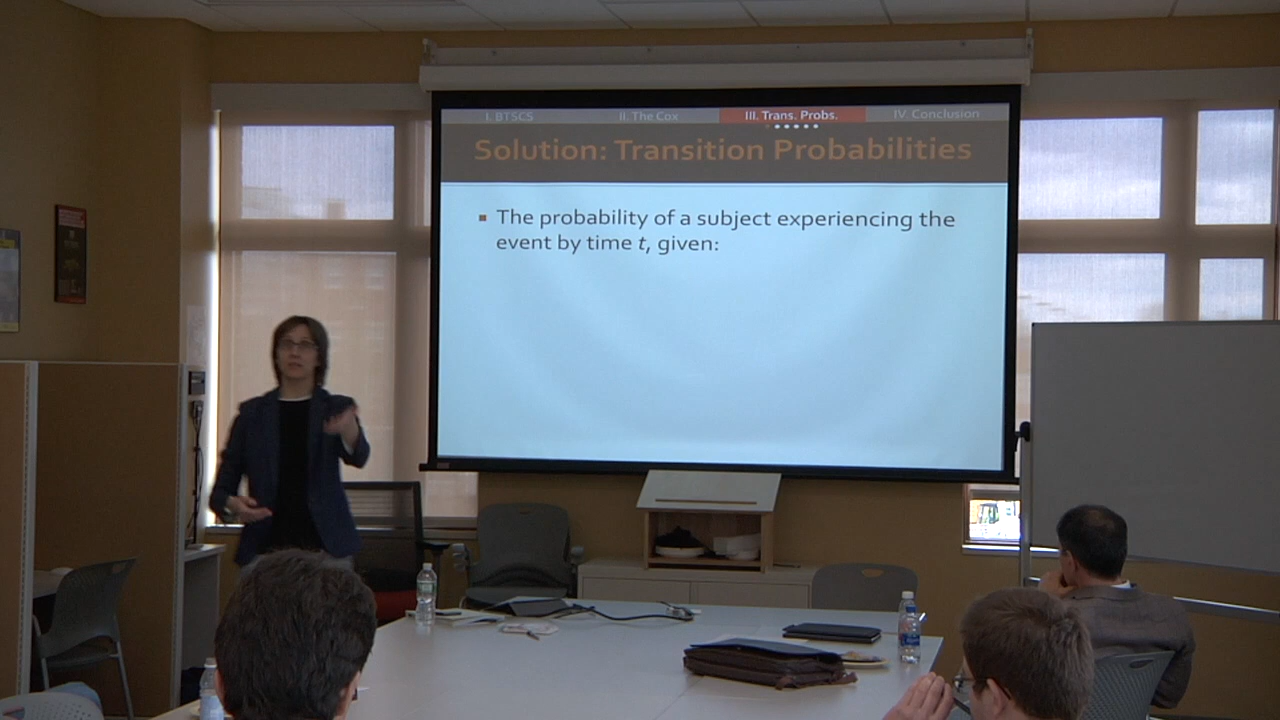 I. BTSCS II. The Cox III. Trans. Probs. IV. Conclusion
Solution: Transition Probabilities
▪ The probability of a subject experiencing the
event by time t, given: